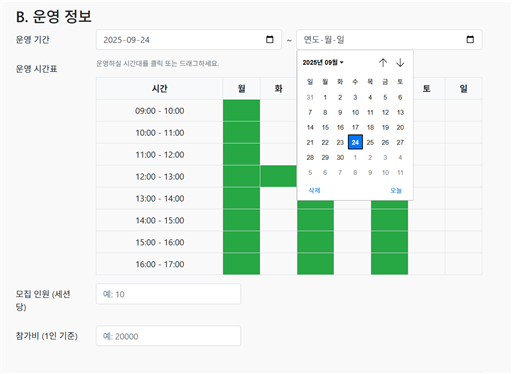 B. 운영 정보
운영 기간
2025-09-24
~
연도-월-일
운영 시간표
운영하실 시간대를 클릭 또는 드래그하세요.
시간 월 화 토 일
09:00 - 10:00
10:00 - 11:00
11:00 - 12:00
12:00 - 13:00
13:00 - 14:00
14:00 - 15:00
15:00 - 16:00
16:00 - 17:00
2025년 09월
일 월 화 수 목 금 토
31 1 2 3 4 5 6
7 8 9 10 11 12 13
14 15 16 17 18 19 20
21 22 23 24 25 26 27
28 29 30 1 2 3 4
5 6 7 8 9 10 11
삭제 오늘
모집 인원 (세션
당)
예: 10
참가비 (1인 기준)
예: 20000